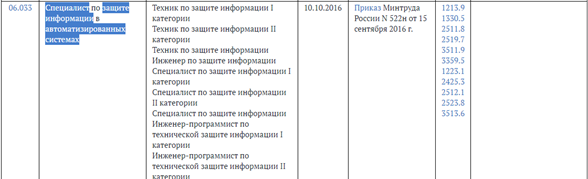 06.033
Специалист по защите
информации в
автоматизированных
системах
Техник по защите информации I
категории
Техник по защите информации II
категории
Техник по защите информации
Инженер по защите информации
Специалист по защите информации I
категории
Специалист по защите информации
II категории
Специалист по защите информации
Инженер-программист по
технической защите информации I
категории
Инженер-программист по
технической защите информации II
категории
10.10.2016
Приказ Минтруда
России N 522н от 15
сентября 2016 г.
1213.9
1330.5
2511.8
2519.7
3511.9
3359.5
1223.1
2425.3
2512.1
2523.8
3513.6